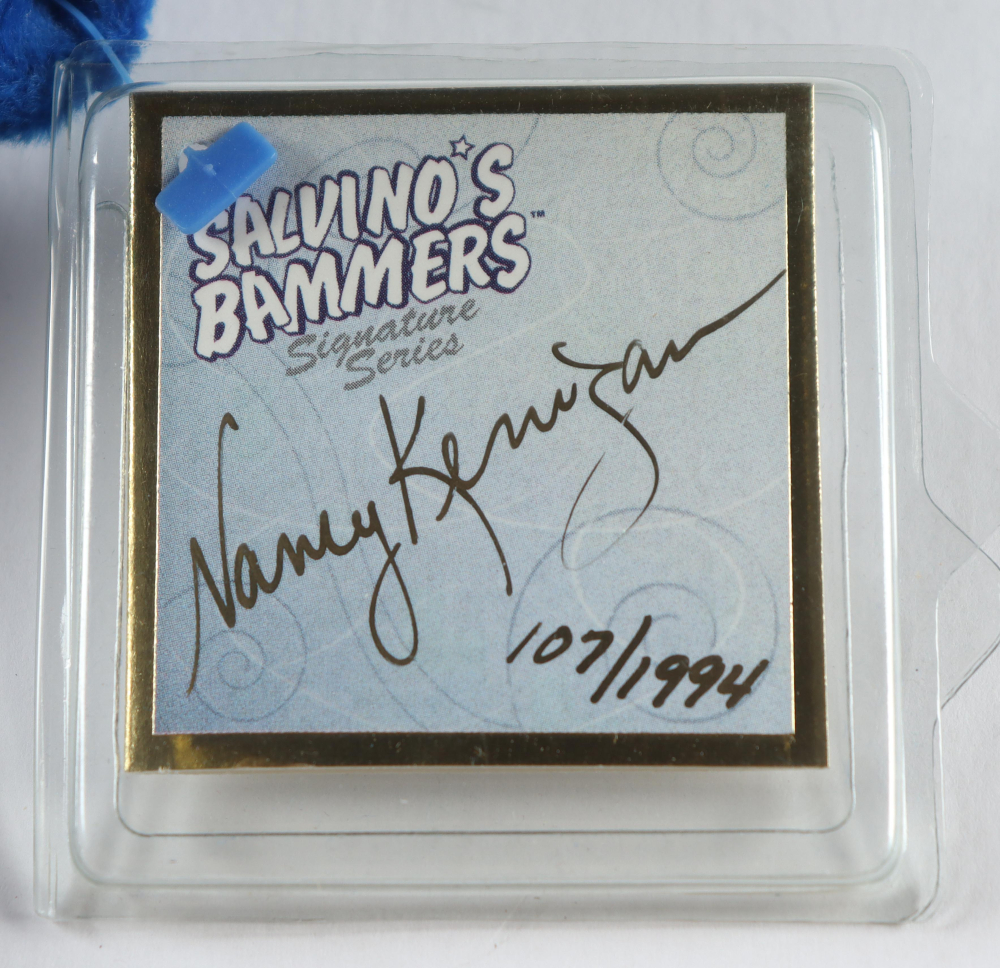 SALVINO'S
BAMMERS™
Signature
Series
Nancy Kerrigan
107/1994